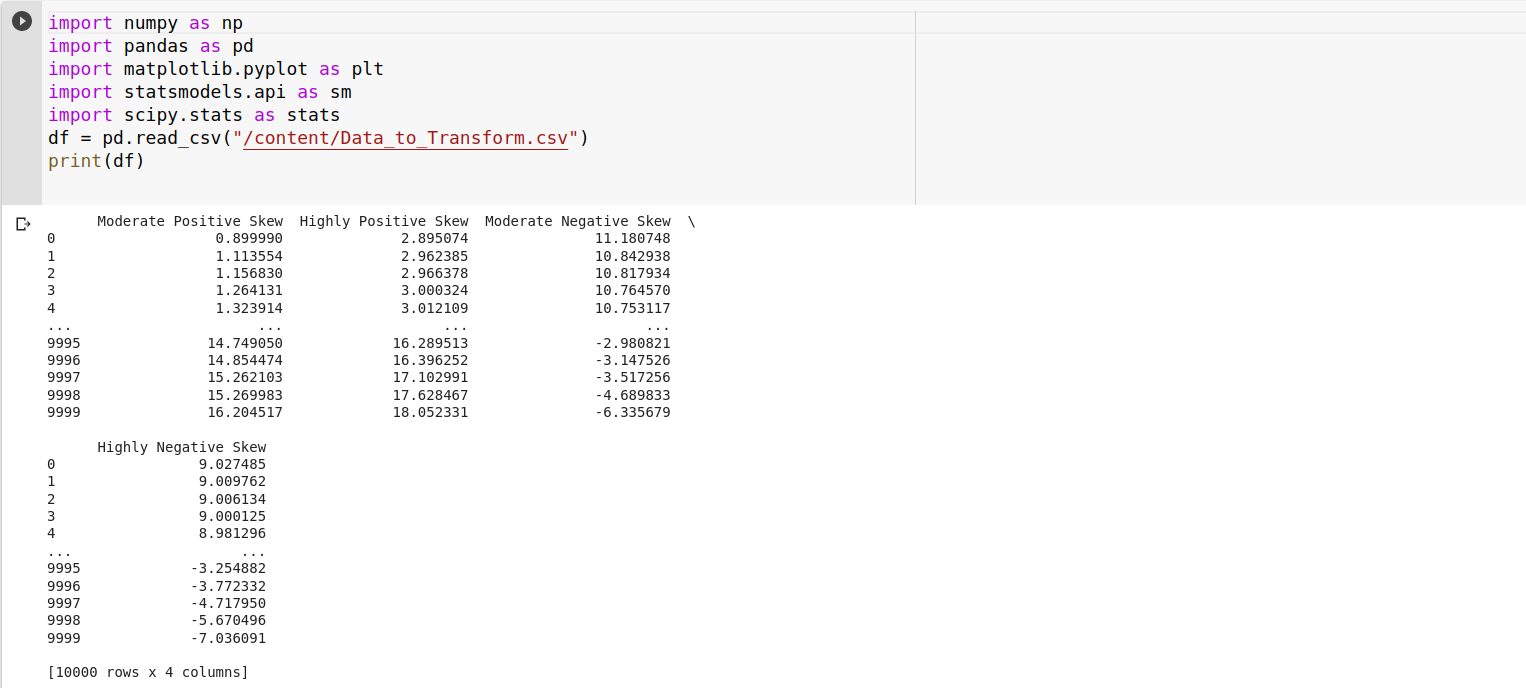 import numpy as np
import pandas as pd
import matplotlib.pyplot as plt
import statsmodels.api as sm
import scipy.stats as stats
df = pd.read_csv("/content/Data_to_Transform.csv")
print(df)
      Moderate Positive Skew  Highly Positive Skew  Moderate Negative Skew  \
0                   0.899990              2.895074               11.180748
1                   1.113554              2.962385               10.842938
2                   1.156830              2.966378               10.817934
3                   1.264131              3.000324               10.764570
4                   1.323914              3.012109               10.753117
...                      ...                   ...                     ...
9995               14.749050             16.289513               -2.980821
9996               14.854474             16.396252               -3.147526
9997               15.262103             17.102991               -3.517256
9998               15.269983             17.628467               -4.689833
9999               16.204517             18.052331               -6.335679
      Highly Negative Skew
0                 9.027485
1                 9.009762
2                 9.006134
3                 9.000125
4                 8.981296
...                    ...
9995             -3.254882
9996             -3.772332
9997             -4.717950
9998             -5.670496
9999             -7.036091
[10000 rows x 4 columns]